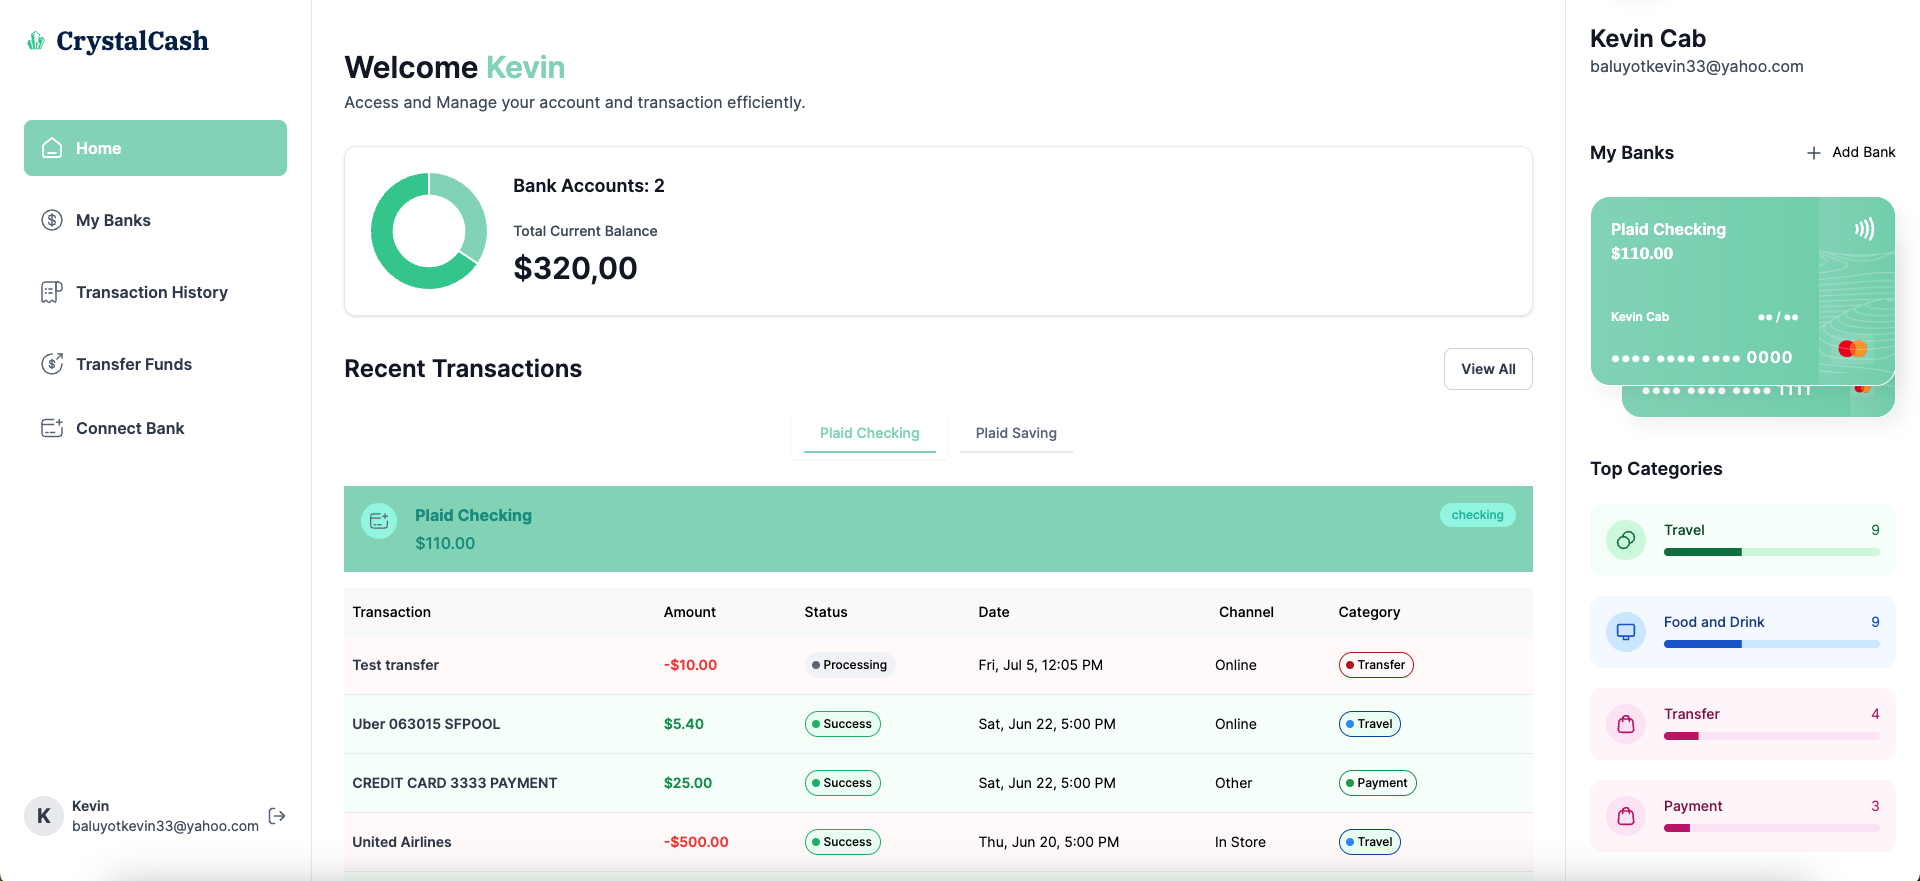 CrystalCash
Home
My Banks
Transaction History
Transfer Funds
Connect Bank
K
Kevin
baluyotkevin33@yahoo.com
Welcome Kevin
Access and Manage your account and transaction efficiently.
Bank Accounts: 2
Total Current Balance
$320,00
Recent Transactions
View All
Plaid Checking Plaid Saving
Plaid Checking
$110.00
checking
Transaction Amount Status Date Channel Category
Test transfer -$10.00 Processing Fri, Jul 5, 12:05 PM Online Transfer
Uber 063015 SFPOOL $5.40 Success Sat, Jun 22, 5:00 PM Online Travel
CREDIT CARD 3333 PAYMENT $25.00 Success Sat, Jun 22, 5:00 PM Other Payment
United Airlines -$500.00 Success Thu, Jun 20, 5:00 PM In Store Travel
Kevin Cab
baluyotkevin33@yahoo.com
My Banks
+ Add Bank
Plaid Checking
$110.00
Kevin Cab ●● / ●●
●●●● ●●●● ●●●● 0000
●●●● ●●●● ●●●● 1111
Top Categories
Travel 9
Food and Drink 9
Transfer 4
Payment 3